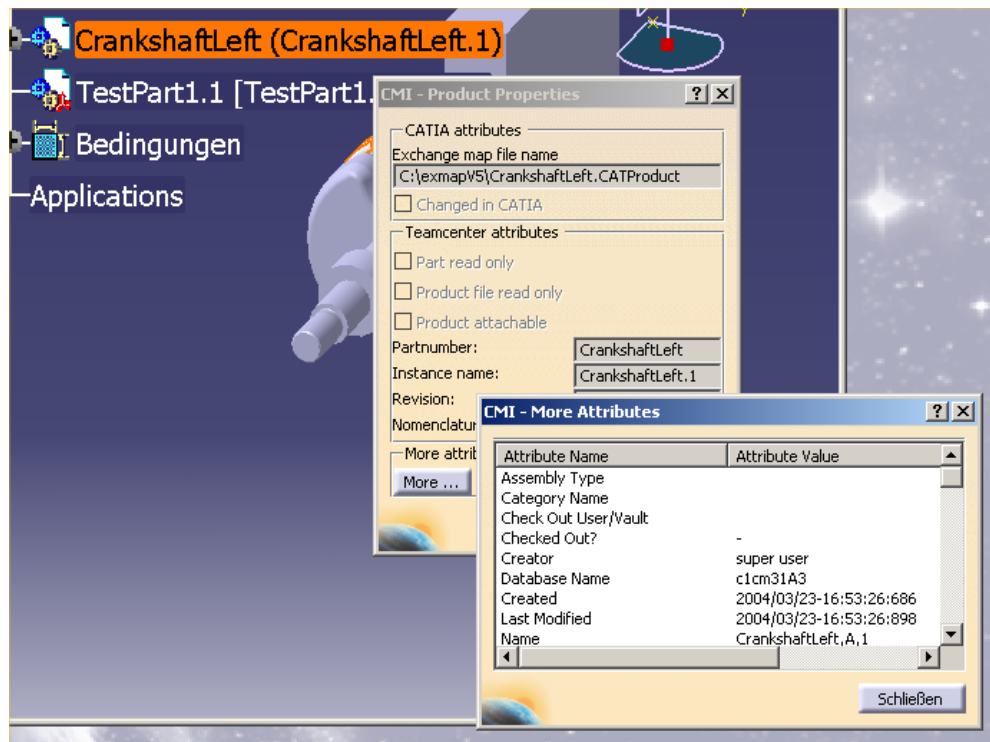 CrankshaftLeft (CrankshaftLeft.1)
TestPart1.1 [TestPart1.
Bedingungen
Applications
y
CMI - Product Properties
CATIA attributes
Exchange map file name
C:\exmapV5\CrankshaftLeft.CATProduct
Changed in CATIA
Teamcenter attributes
Part read only
Product file read only
Product attachable
Partnumber: CrankshaftLeft
Instance name: CrankshaftLeft.1
Revision:
Nomenclatur
More attrib
More ...
CMI - More Attributes
Attribute Name Attribute Value
Assembly Type
Category Name
Check Out User/Vault
Checked Out? -
Creator super user
Database Name c1cm31A3
Created 2004/03/23-16:53:26:686
Last Modified 2004/03/23-16:53:26:898
Name CrankshaftLeft,A,1
Schließen